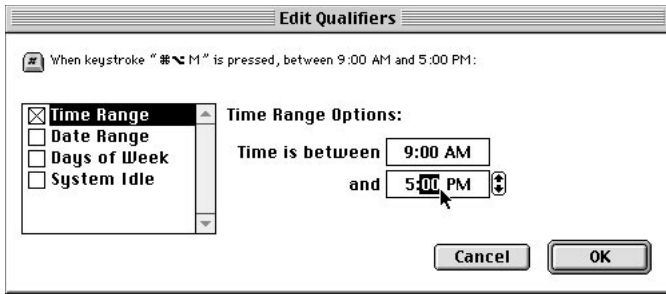 Edit Qualifiers
When keystroke “⌘⌥ M” is pressed, between 9:00 AM and 5:00 PM:
Time Range
Date Range
Days of Week
System Idle
Time Range Options:
Time is between 9:00 AM
and 5:00 PM
Cancel
OK